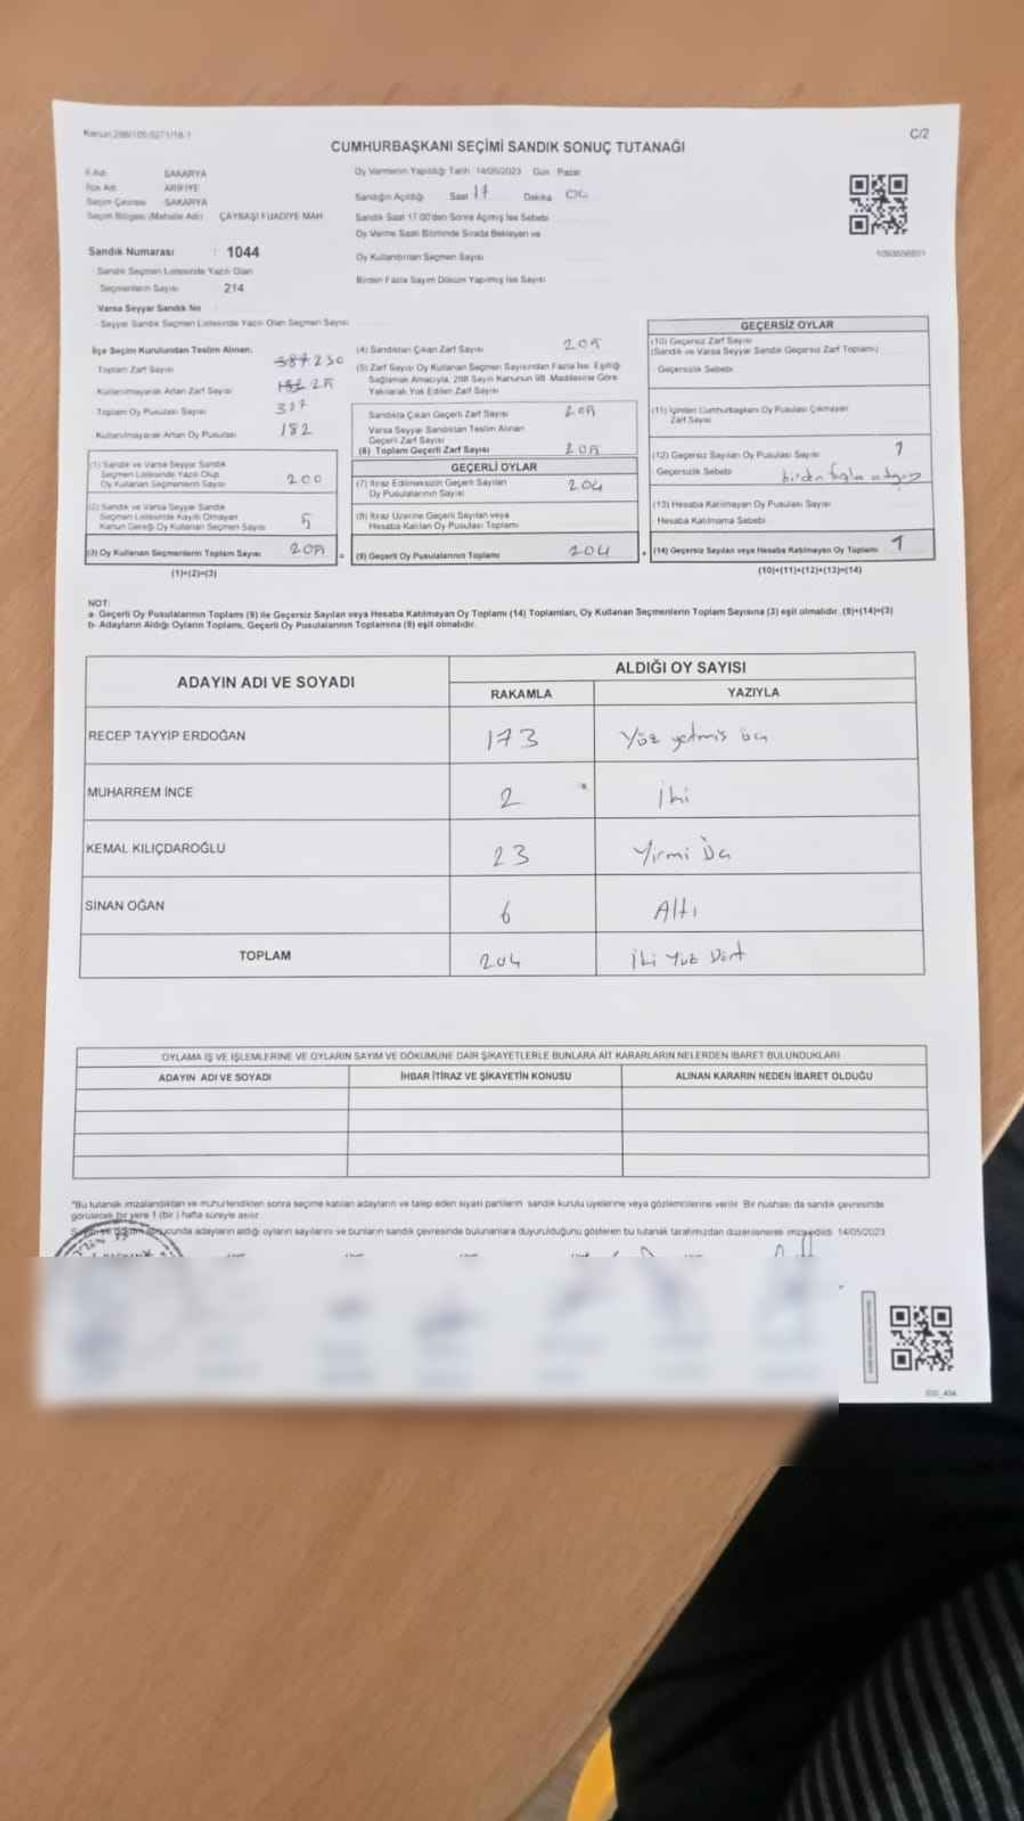 C/2
CUMHURBAŞKANI SEÇİMİ SANDIK SONUÇ TUTANAĞI
İl Adı: SAKARYA
İlçe Adı: ARİFİYE
Seçim Çevresi: SAKARYA
Seçim Bölgesi (Mahalle Adı): ÇAYBAŞI FUADİYE MAH.
Sandık Numarası : 1044
Sandık Seçmen Listesinde Yazılı Olan
Seçmenlerin Sayısı 214
Varsa Seyyar Sandık No
Seyyar Sandık Seçmen Listesinde Yazılı Olan Seçmen Sayısı
Oy Vermenin Yapıldığı Tarih 14/05/2023 Gün Pazar
Sandığın Açıldığı Saat 17 Dakika
Sandık Saat 17.00'den Sonra Açılmış İse Sebebi
Oy Verme Saati Bitiminde Sırada Bekleyen ve
Oy Kullandırılan Seçmen Sayısı
Birden Fazla Sayım Döküm Yapılmış İse Sayısı
İlçe Seçim Kurulundan Teslim Alınan;
Toplam Zarf Sayısı 387 230
Kullanılmayarak Artan Zarf Sayısı 25
Toplam Oy Pusulası Sayısı
Kullanılmayarak Artan Oy Pusulası 182
(1) Sandık ve Varsa Seyyar Sandık
Seçmen Listesinde Yazılı Olup
Oy Kullanan Seçmenlerin Sayısı 200
(2) Sandık ve Varsa Seyyar Sandık
Seçmen Listesinde Kayıtlı Olmayan
Kanun Gereği Oy Kullanan Seçmen Sayısı 5
(3) Oy Kullanan Seçmenlerin Toplam Sayısı 205
(1)+(2)=(3)
(4) Sandıktan Çıkan Zarf Sayısı 205
(5) Zarf Sayısı Oy Kullanan Seçmen Sayısından Fazla İse, Eşitliği
Sağlamak Amacıyla, 298 Sayılı Kanunun 98. Maddesine Göre
Yakılarak Yok Edilen Zarf Sayısı
Sandıkta Çıkan Geçerli Zarf Sayısı 205
Varsa Seyyar Sandıktan Teslim Alınan
Geçerli Zarf Sayısı
(6) Toplam Geçerli Zarf Sayısı 205
GEÇERLİ OYLAR
(7) İtiraz Edilmeksizin Geçerli Sayılan
Oy Pusulalarının Sayısı 204
(8) İtiraz Üzerine Geçerli Sayılan veya
Hesaba Katılan Oy Pusulası Toplamı
(9) Geçerli Oy Pusulalarının Toplamı 204
GEÇERSİZ OYLAR
(10) Geçersiz Zarf Sayısı
(Sandık ve Varsa Seyyar Sandık Geçersiz Zarf Toplamı)
Geçersizlik Sebebi
(11) İçinden Cumhurbaşkanı Oy Pusulası Çıkmayan
Zarf Sayısı
(12) Geçersiz Sayılan Oy Pusulası Sayısı 1
Geçersizlik Sebebi birden fazla
(13) Hesaba Katılmayan Oy Pusulası Sayısı
Hesaba Katılmama Sebebi
(14) Geçersiz Sayılan veya Hesaba Katılmayan Oy Toplamı 1
(10)+(11)+(12)+(13)=(14)
NOT:
a- Geçerli Oy Pusulalarının Toplamı (9) ile Geçersiz Sayılan veya Hesaba Katılmayan Oy Toplamı (14) Toplamları, Oy Kullanan Seçmenlerin Toplam Sayısına (3) eşit olmalıdır. (9)+(14)=(3)
b- Adayların Aldığı Oyların Toplamı, Geçerli Oy Pusulalarının Toplamına (9) eşit olmalıdır.
ADAYIN ADI VE SOYADI
ALDIĞI OY SAYISI
RAKAMLA YAZIYLA
RECEP TAYYİP ERDOĞAN 173 Yüz yetmiş üç
MUHARREM İNCE 2 İki
KEMAL KILIÇDAROĞLU 23 Yirmi Üç
SİNAN OĞAN 6 Altı
TOPLAM 204 İki Yüz Dört
OYLAMA İŞ VE İŞLEMLERİNE VE OYLARIN SAYIM VE DÖKÜMÜNE DAİR ŞİKAYETLERLE BUNLARA AİT KARARLARIN NELERDEN İBARET BULUNDUKLARI
ADAYIN ADI VE SOYADI İHBAR İTİRAZ VE ŞİKAYETİN KONUSU ALINAN KARARIN NEDEN İBARET OLDUĞU
"Bu tutanak imzalandıktan ve mühürlendikten sonra seçime katılan adayların ve talep eden siyasi partilerin sandık kurulu üyelerine veya gözlemcilerine verilir. Bir nüshası da sandık çevresinde
görülecek bir yere 1 (bir) hafta süreyle asılır.
adayların aldığı oyların sayılarını ve bunların sandık çevresinde bulunanlara duyurulduğunu gösteren bu tutanak tarafımızdan düzenlenerek imza edildi. 14/05/2023